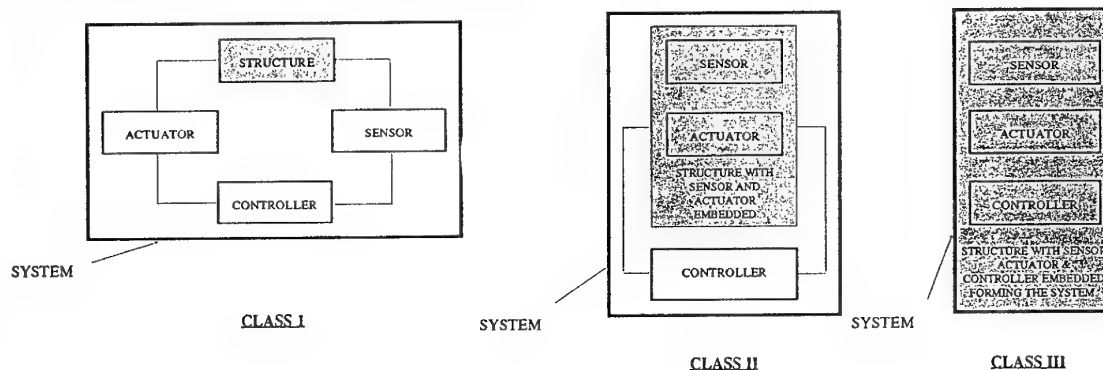 STRUCTURE
ACTUATOR
SENSOR
CONTROLLER
SYSTEM
CLASS 1
SENSOR
ACTUATOR
STRUCTURE WITH
SENSOR AND
ACTUATOR
EMBEDDED
CONTROLLER
SYSTEM
CLASS II
SENSOR
ACTUATOR
CONTROLLER
STRUCTURE WITH SENSOR
ACTUATOR &
CONTROLLER EMBEDDED
FORMING THE SYSTEM
SYSTEM
CLASS III